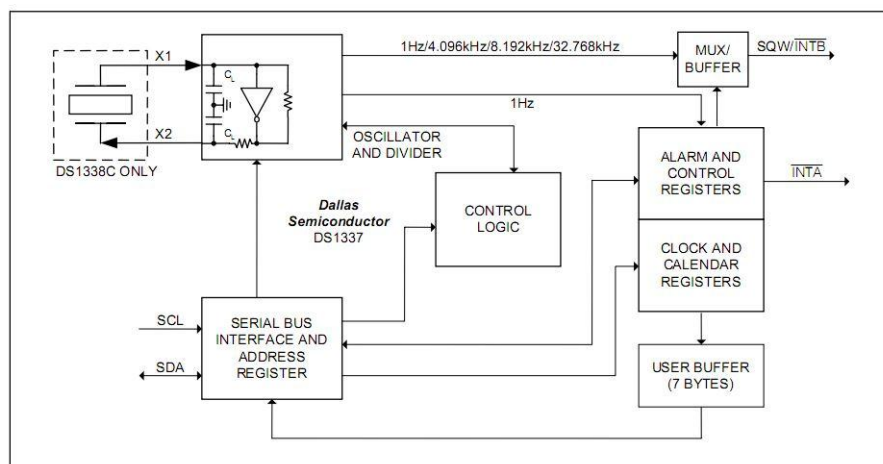 X1
X2
DS1338C ONLY
C_L
C_L
1Hz/4.096kHz/8.192kHz/32.768kHz
MUX/
BUFFER
SQW/INTB
1Hz
OSCILLATOR
AND DIVIDER
ALARM AND
CONTROL
REGISTERS
INTA
Dallas
Semiconductor
DS1337
CONTROL
LOGIC
CLOCK AND
CALENDAR
REGISTERS
SCL
SDA
SERIAL BUS
INTERFACE AND
ADDRESS
REGISTER
USER BUFFER
(7 BYTES)